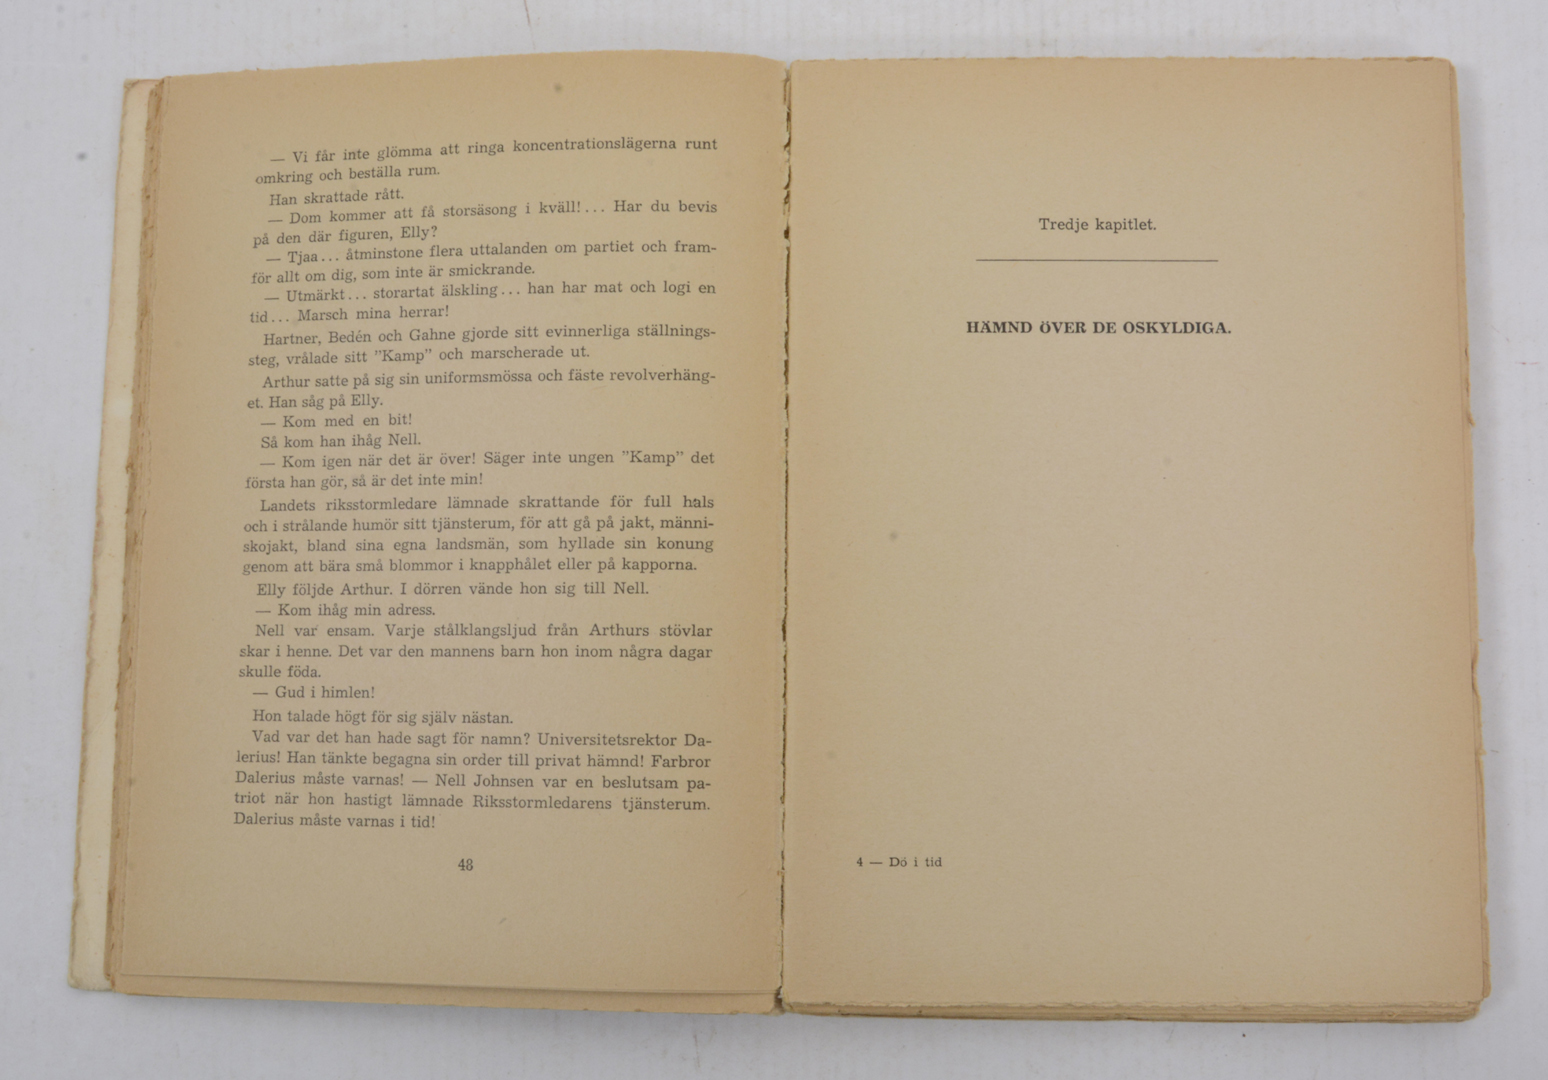 — Vi får inte glömma att ringa koncentrationslägerna runt
omkring och beställa rum.
Han skrattade rått.
— Dom kommer att få storsäsong i kväll!... Har du bevis
på den där figuren, Elly?
— Tjaa... åtminstone flera uttalanden om partiet och fram-
för allt om dig, som inte är smickrande.
— Utmärkt... storartat älskling... han har mat och logi en
tid... Marsch mina herrar!
Hartner, Bedén och Gahne gjorde sitt evinnerliga ställnings-
steg, vrålade sitt ”Kamp” och marscherade ut.
Arthur satte på sig sin uniformsmössa och fäste revolverhäng-
et. Han såg på Elly.
— Kom med en bit!
Så kom han ihåg Nell.
— Kom igen när det är över! Säger inte ungen ”Kamp” det
första han gör, så är det inte min!
Landets riksstormledare lämnade skrattande för full hals
och i strålande humör sitt tjänsterum, för att gå på jakt, männi-
skojakt, bland sina egna landsmän, som hyllade sin konung
genom att bära små blommor i knapphålet eller på kapporna.
Elly följde Arthur. I dörren vände hon sig till Nell.
— Kom ihåg min adress.
Nell var ensam. Varje stålklangsljud från Arthurs stövlar
skar i henne. Det var den mannens barn hon inom några dagar
skulle föda.
— Gud i himlen!
Hon talade högt för sig själv nästan.
Vad var det han hade sagt för namn? Universitetsrektor Da-
lerius! Han tänkte begagna sin order till privat hämnd! Farbror
Dalerius måste varnas! — Nell Johnsen var en beslutsam pa-
triot när hon hastigt lämnade Riksstormledarens tjänsterum.
Dalerius måste varnas i tid!
48
Tredje kapitlet.
HÄMND ÖVER DE OSKYLDIGA.
4 — Dö i tid